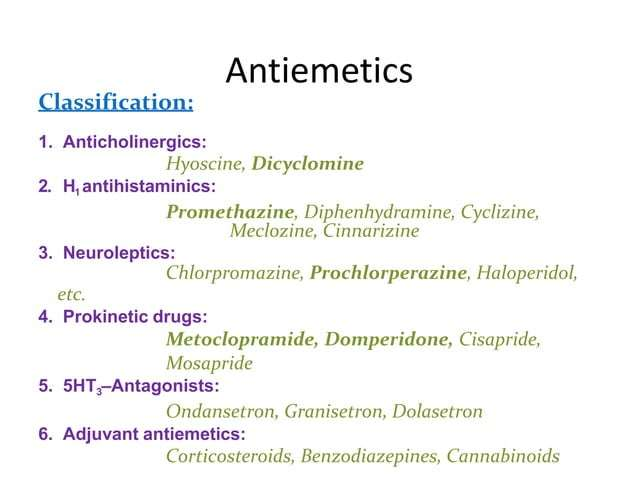 Antiemetics
Classification:
1. Anticholinergics:
Hyoscine, Dicyclomine
2. H1 antihistaminics:
Promethazine, Diphenhydramine, Cyclizine,
Meclozine, Cinnarizine
3. Neuroleptics:
Chlorpromazine, Prochlorperazine, Haloperidol,
etc.
4. Prokinetic drugs:
Metoclopramide, Domperidone, Cisapride,
Mosapride
5. 5HT3–Antagonists:
Ondansetron, Granisetron, Dolasetron
6. Adjuvant antiemetics:
Corticosteroids, Benzodiazepines, Cannabinoids